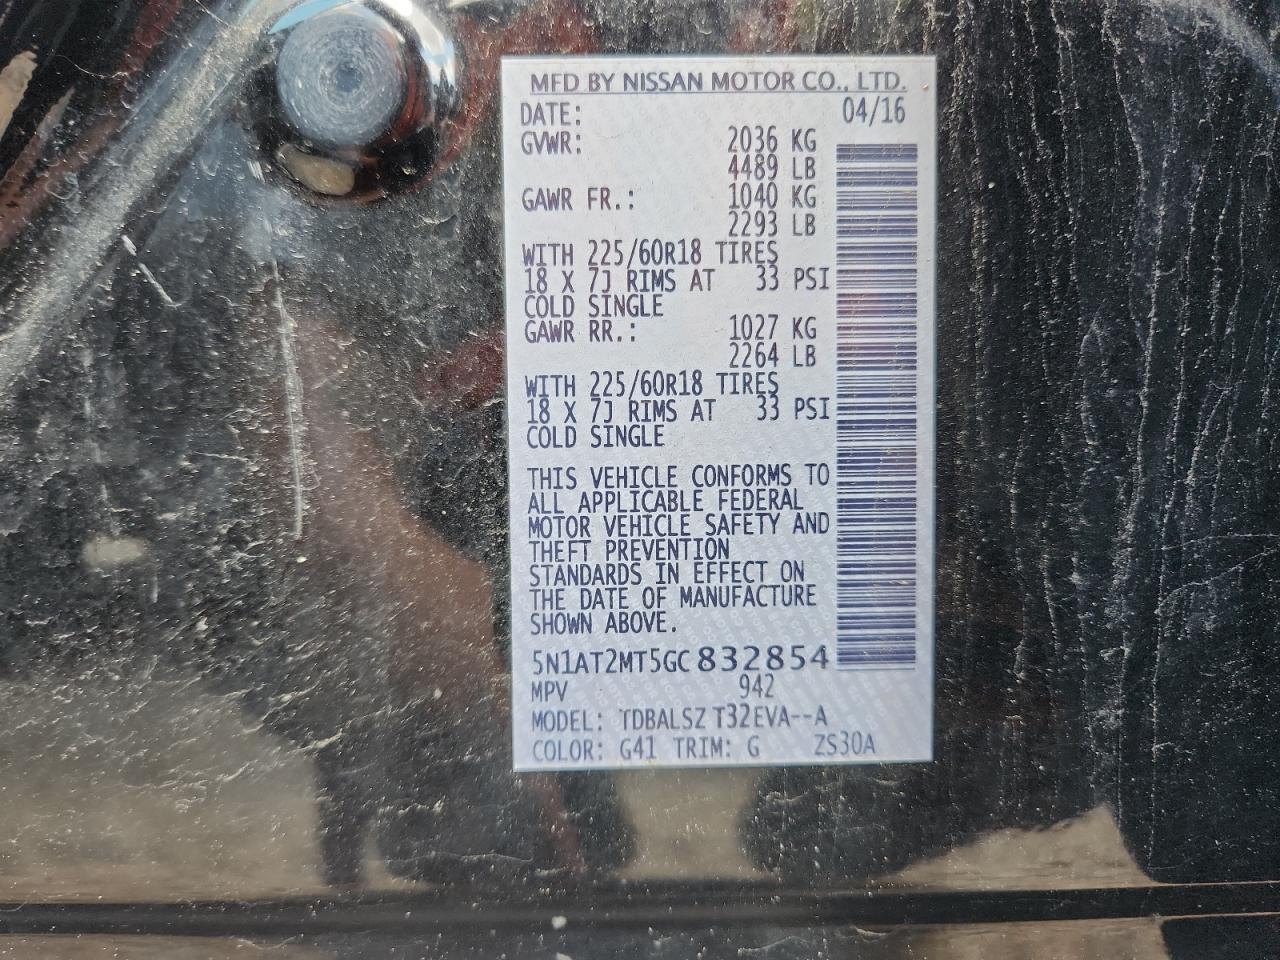 MFD BY NISSAN MOTOR CO., LTD.
DATE: 04/16
GVWR: 2036 KG
4489 LB
GAWR FR.: 1040 KG
2293 LB
WITH 225/60R18 TIRES
18 X 7J RIMS AT 33 PSI
COLD SINGLE
GAWR RR.: 1027 KG
2264 LB
WITH 225/60R18 TIRES
18 X 7J RIMS AT 33 PSI
COLD SINGLE
THIS VEHICLE CONFORMS TO
ALL APPLICABLE FEDERAL
MOTOR VEHICLE SAFETY AND
THEFT PREVENTION
STANDARDS IN EFFECT ON
THE DATE OF MANUFACTURE
SHOWN ABOVE.
5N1AT2MT5GC832854
MPV 942
MODEL: TDBALSZ T32EVA--A
COLOR: G41 TRIM: G ZS30A